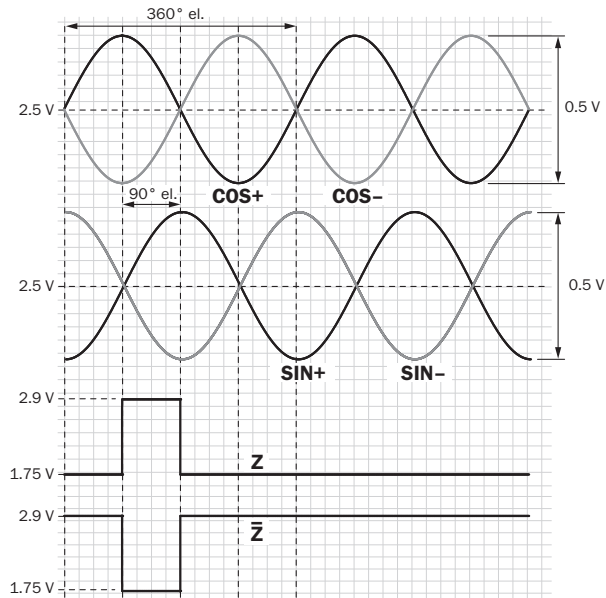 360° el.
2.5 V
0.5 V
90° el.
COS+ COS–
2.5 V
0.5 V
SIN+ SIN–
2.9 V
Z
1.75 V
2.9 V
Z̄
1.75 V